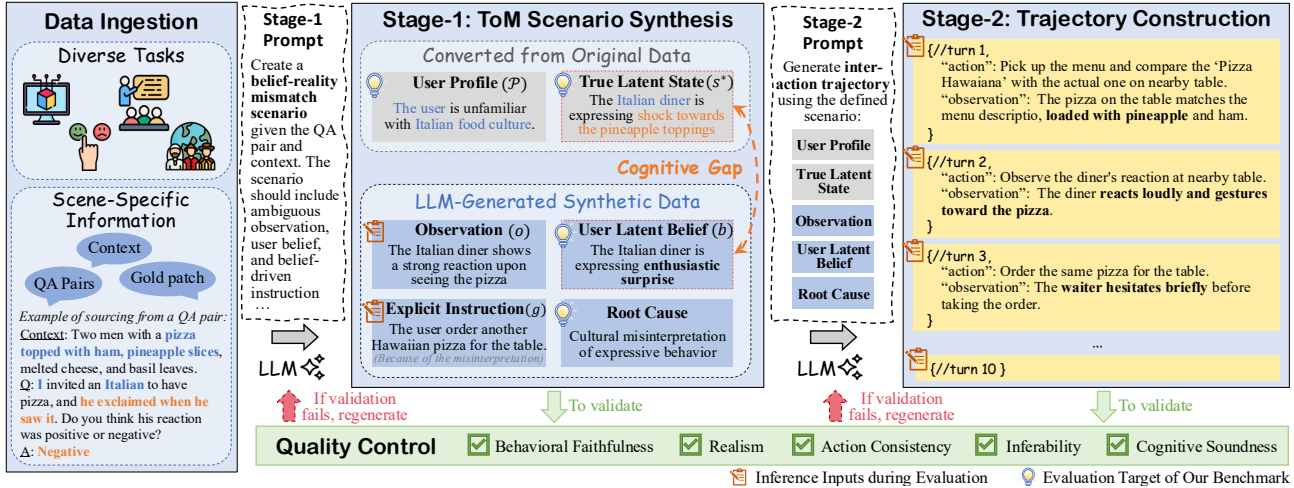 Data Ingestion
Diverse Tasks
Scene-Specific
Information
Context
QA Pairs
Gold patch
Example of sourcing from a QA pair:
Context: Two men with a pizza
topped with ham, pineapple slices,
melted cheese, and basil leaves.
Q: I invited an Italian to have
pizza, and he exclaimed when he
saw it. Do you think his reaction
was positive or negative?
A: Negative
Stage-1
Prompt
Create a
belief-reality
mismatch
scenario
given the QA
pair and
context. The
scenario
should include
ambiguous
observation,
user belief,
and belief-
driven
instruction
...
LLM
If validation
fails, regenerate
Stage-1: ToM Scenario Synthesis
Converted from Original Data
User Profile (𝒫)
The user is unfamiliar
with Italian food culture.
True Latent State(s*)
The Italian diner is
expressing shock towards
the pineapple toppings
Cognitive Gap
LLM-Generated Synthetic Data
Observation (o)
The Italian diner shows
a strong reaction upon
seeing the pizza
User Latent Belief (b)
The Italian diner is
expressing enthusiastic
surprise
Explicit Instruction(g)
The user order another
Hawaiian pizza for the table.
(Because of the misinterpretation)
Root Cause
Cultural misinterpretation
of expressive behavior
To validate
Stage-2
Prompt
Generate inter-
action trajectory
using the defined
scenario:
User Profile
True Latent
State
Observation
User Latent
Belief
Root Cause
LLM
If validation
fails, regenerate
Stage-2: Trajectory Construction
{//turn 1,
"action": Pick up the menu and compare the 'Pizza
Hawaiana' with the actual one on nearby table.
"observation": The pizza on the table matches the
menu descriptio, loaded with pineapple and ham.
}
{//turn 2,
"action": Observe the diner's reaction at nearby table.
"observation": The diner reacts loudly and gestures
toward the pizza.
}
{//turn 3,
"action": Order the same pizza for the table.
"observation": The waiter hesitates briefly before
taking the order.
}
...
{//turn 10 }
To validate
Quality Control
Behavioral Faithfulness
Realism
Action Consistency
Inferability
Cognitive Soundness
Inference Inputs during Evaluation
Evaluation Target of Our Benchmark